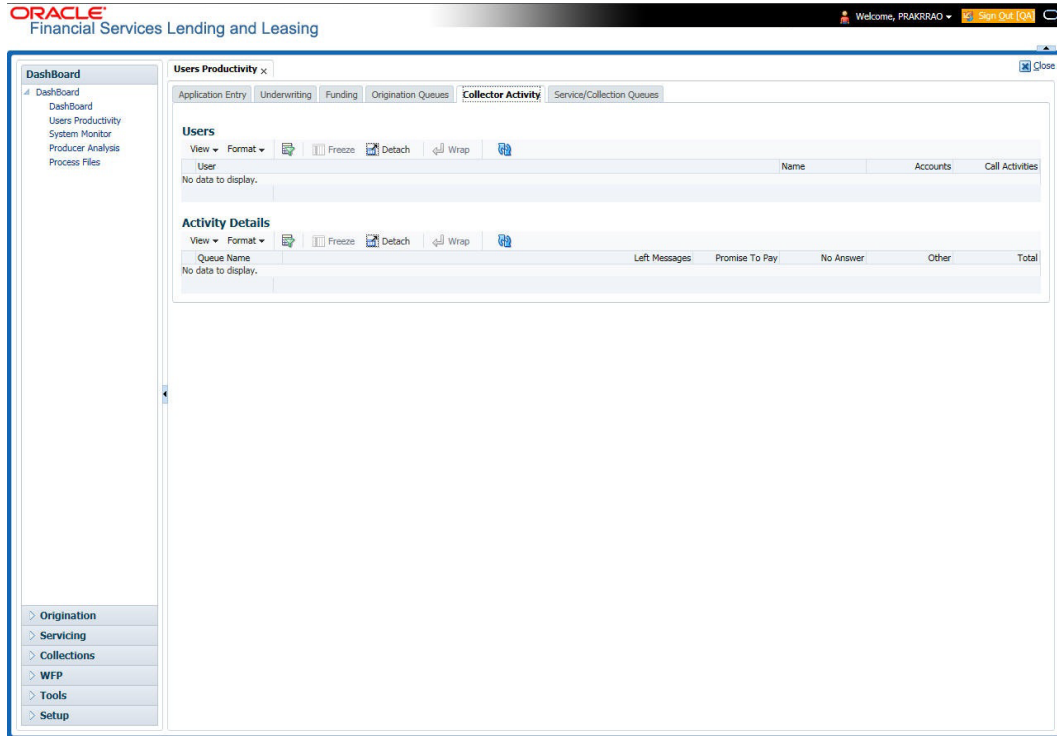 ORACLE
Financial Services Lending and Leasing
Welcome, PRAKRRAO
Sign Out [QA]
DashBoard
DashBoard
DashBoard
Users Productivity
System Monitor
Producer Analysis
Process Files
Origination
Servicing
Collections
WFP
Tools
Setup
Users Productivity
Close
Application Entry Underwriting Funding Origination Queues Collector Activity Service/Collection Queues
Users
View Format Freeze Detach Wrap
User Name Accounts Call Activities
No data to display.
Activity Details
View Format Freeze Detach Wrap
Queue Name Left Messages Promise To Pay No Answer Other Total
No data to display.